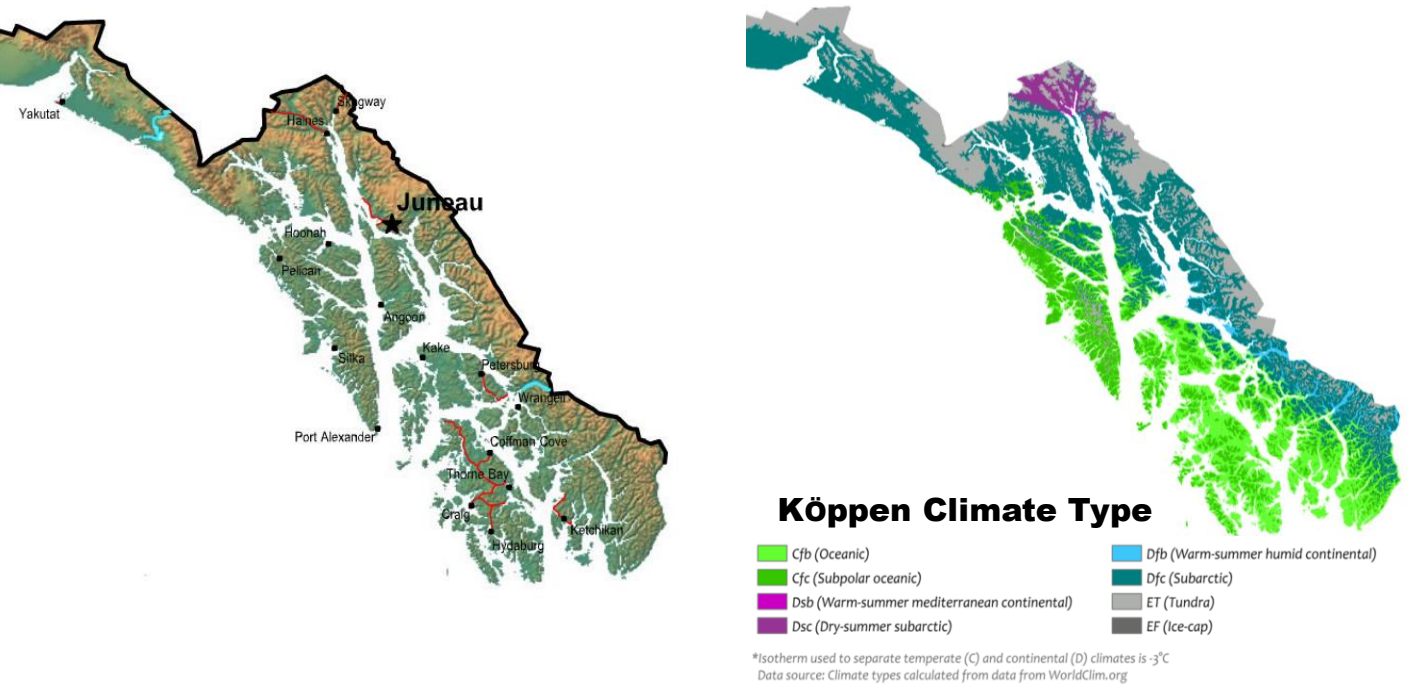 Yakutat
Skagway
Haines
Juneau
Hoonah
Pelican
Angoon
Sitka
Kake
Petersburg
Wrangell
Port Alexander
Coffman Cove
Thorne Bay
Craig
Ketchikan
Hydaburg
KÖppen Climate Type
Cfb (Oceanic)
Cfc (Subpolar oceanic)
Dsb (Warm-summer mediterranean continental)
Dsc (Dry-summer subarctic)
Dfb (Warm-summer humid continental)
Dfc (Subarctic)
ET (Tundra)
EF (Ice-cap)
*Isotherm used to separate temperate (C) and continental (D) climates is -3°C
Data source: Climate types calculated from data from WorldClim.org